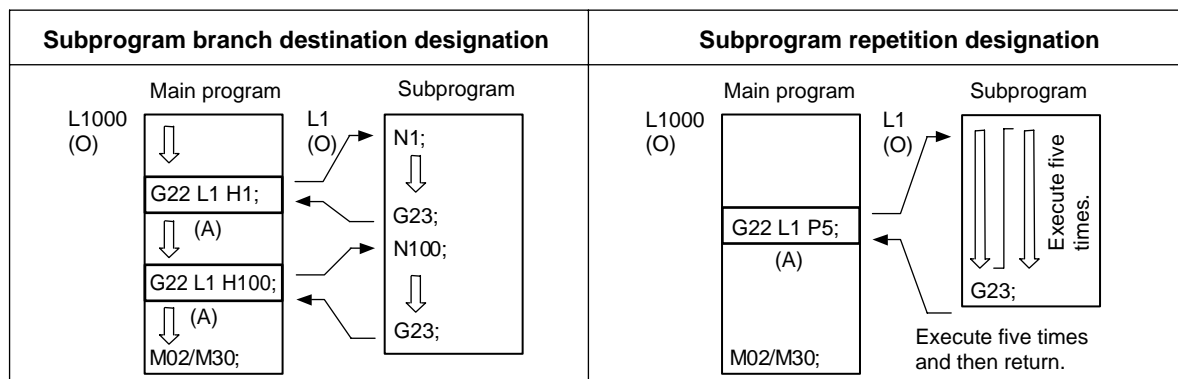 Subprogram branch destination designation
Main program
Subprogram
L1000
(O)
L1
(O)
N1;
G22 L1 H1;
(A)
G23;
N100;
G22 L1 H100;
(A)
G23;
M02/M30;
Subprogram repetition designation
Main program
Subprogram
L1000
(O)
L1
(O)
G22 L1 P5;
(A)
Execute five
times.
G23;
Execute five times
and then return.
M02/M30;